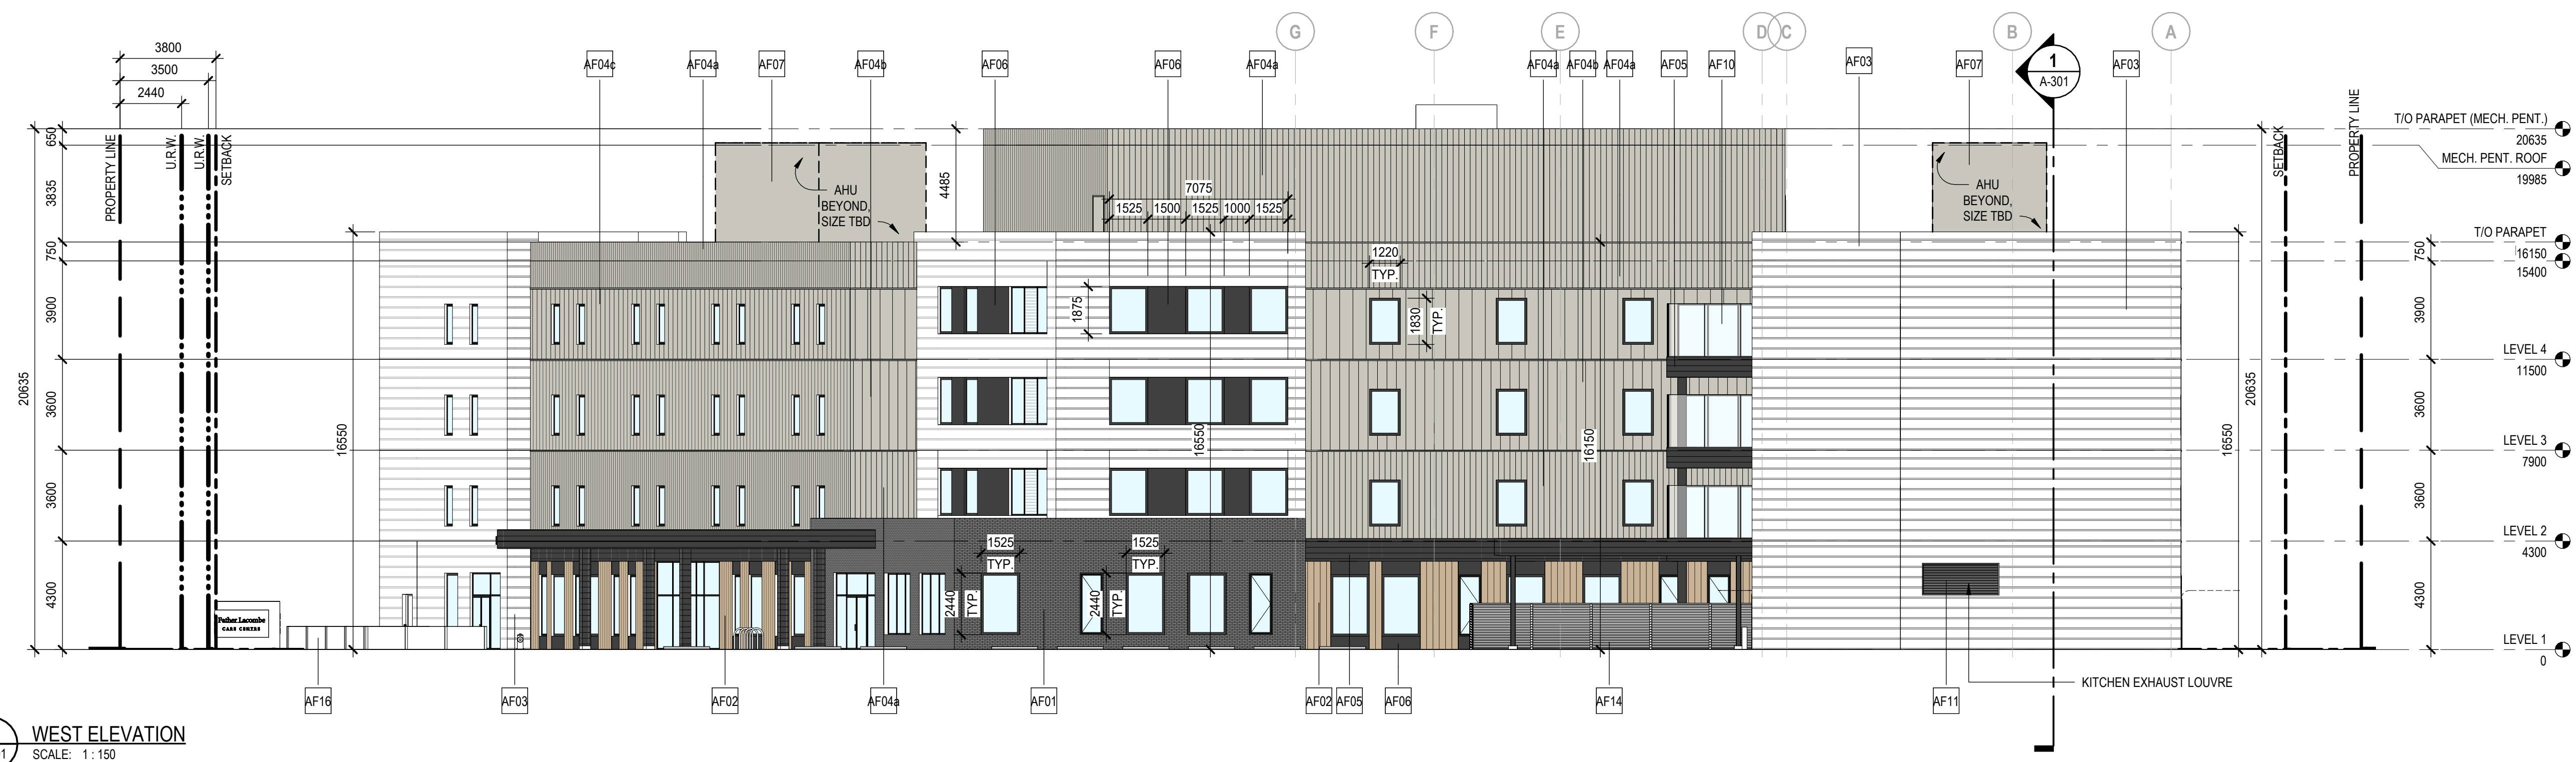 G
F
E
D
C
B
A
1
A-301
3800
3500
2440
AF04c
AF04a
AF07
AF04b
AF06
AF06
AF04a
AF04a
AF04b
AF04a
AF05
AF10
AF03
AF07
AF03
PROPERTY LINE
U.R.W.
U.R.W.
SETBACK
SETBACK
PROPERTY LINE
T/O PARAPET (MECH. PENT.)
20635
MECH. PENT. ROOF
19985
T/O PARAPET
16150
15400
LEVEL 4
11500
LEVEL 3
7900
LEVEL 2
4300
LEVEL 1
0
650
3835
750
3900
3600
3600
4300
20635
16550
AHU
BEYOND,
SIZE TBD
4485
7075
1525
1500
1525
1000
1525
1875
1220
TYP.
1830
TYP.
16550
16150
AHU
BEYOND,
SIZE TBD
1525
TYP.
2440
TYP.
1525
TYP.
2440
TYP.
16550
20635
750
3900
3600
3600
4300
Father Lacombe
CARE CENTRE
KITCHEN EXHAUST LOUVRE
AF16
AF03
AF02
AF04a
AF01
AF02
AF05
AF06
AF14
AF11
WEST ELEVATION
SCALE: 1 : 150